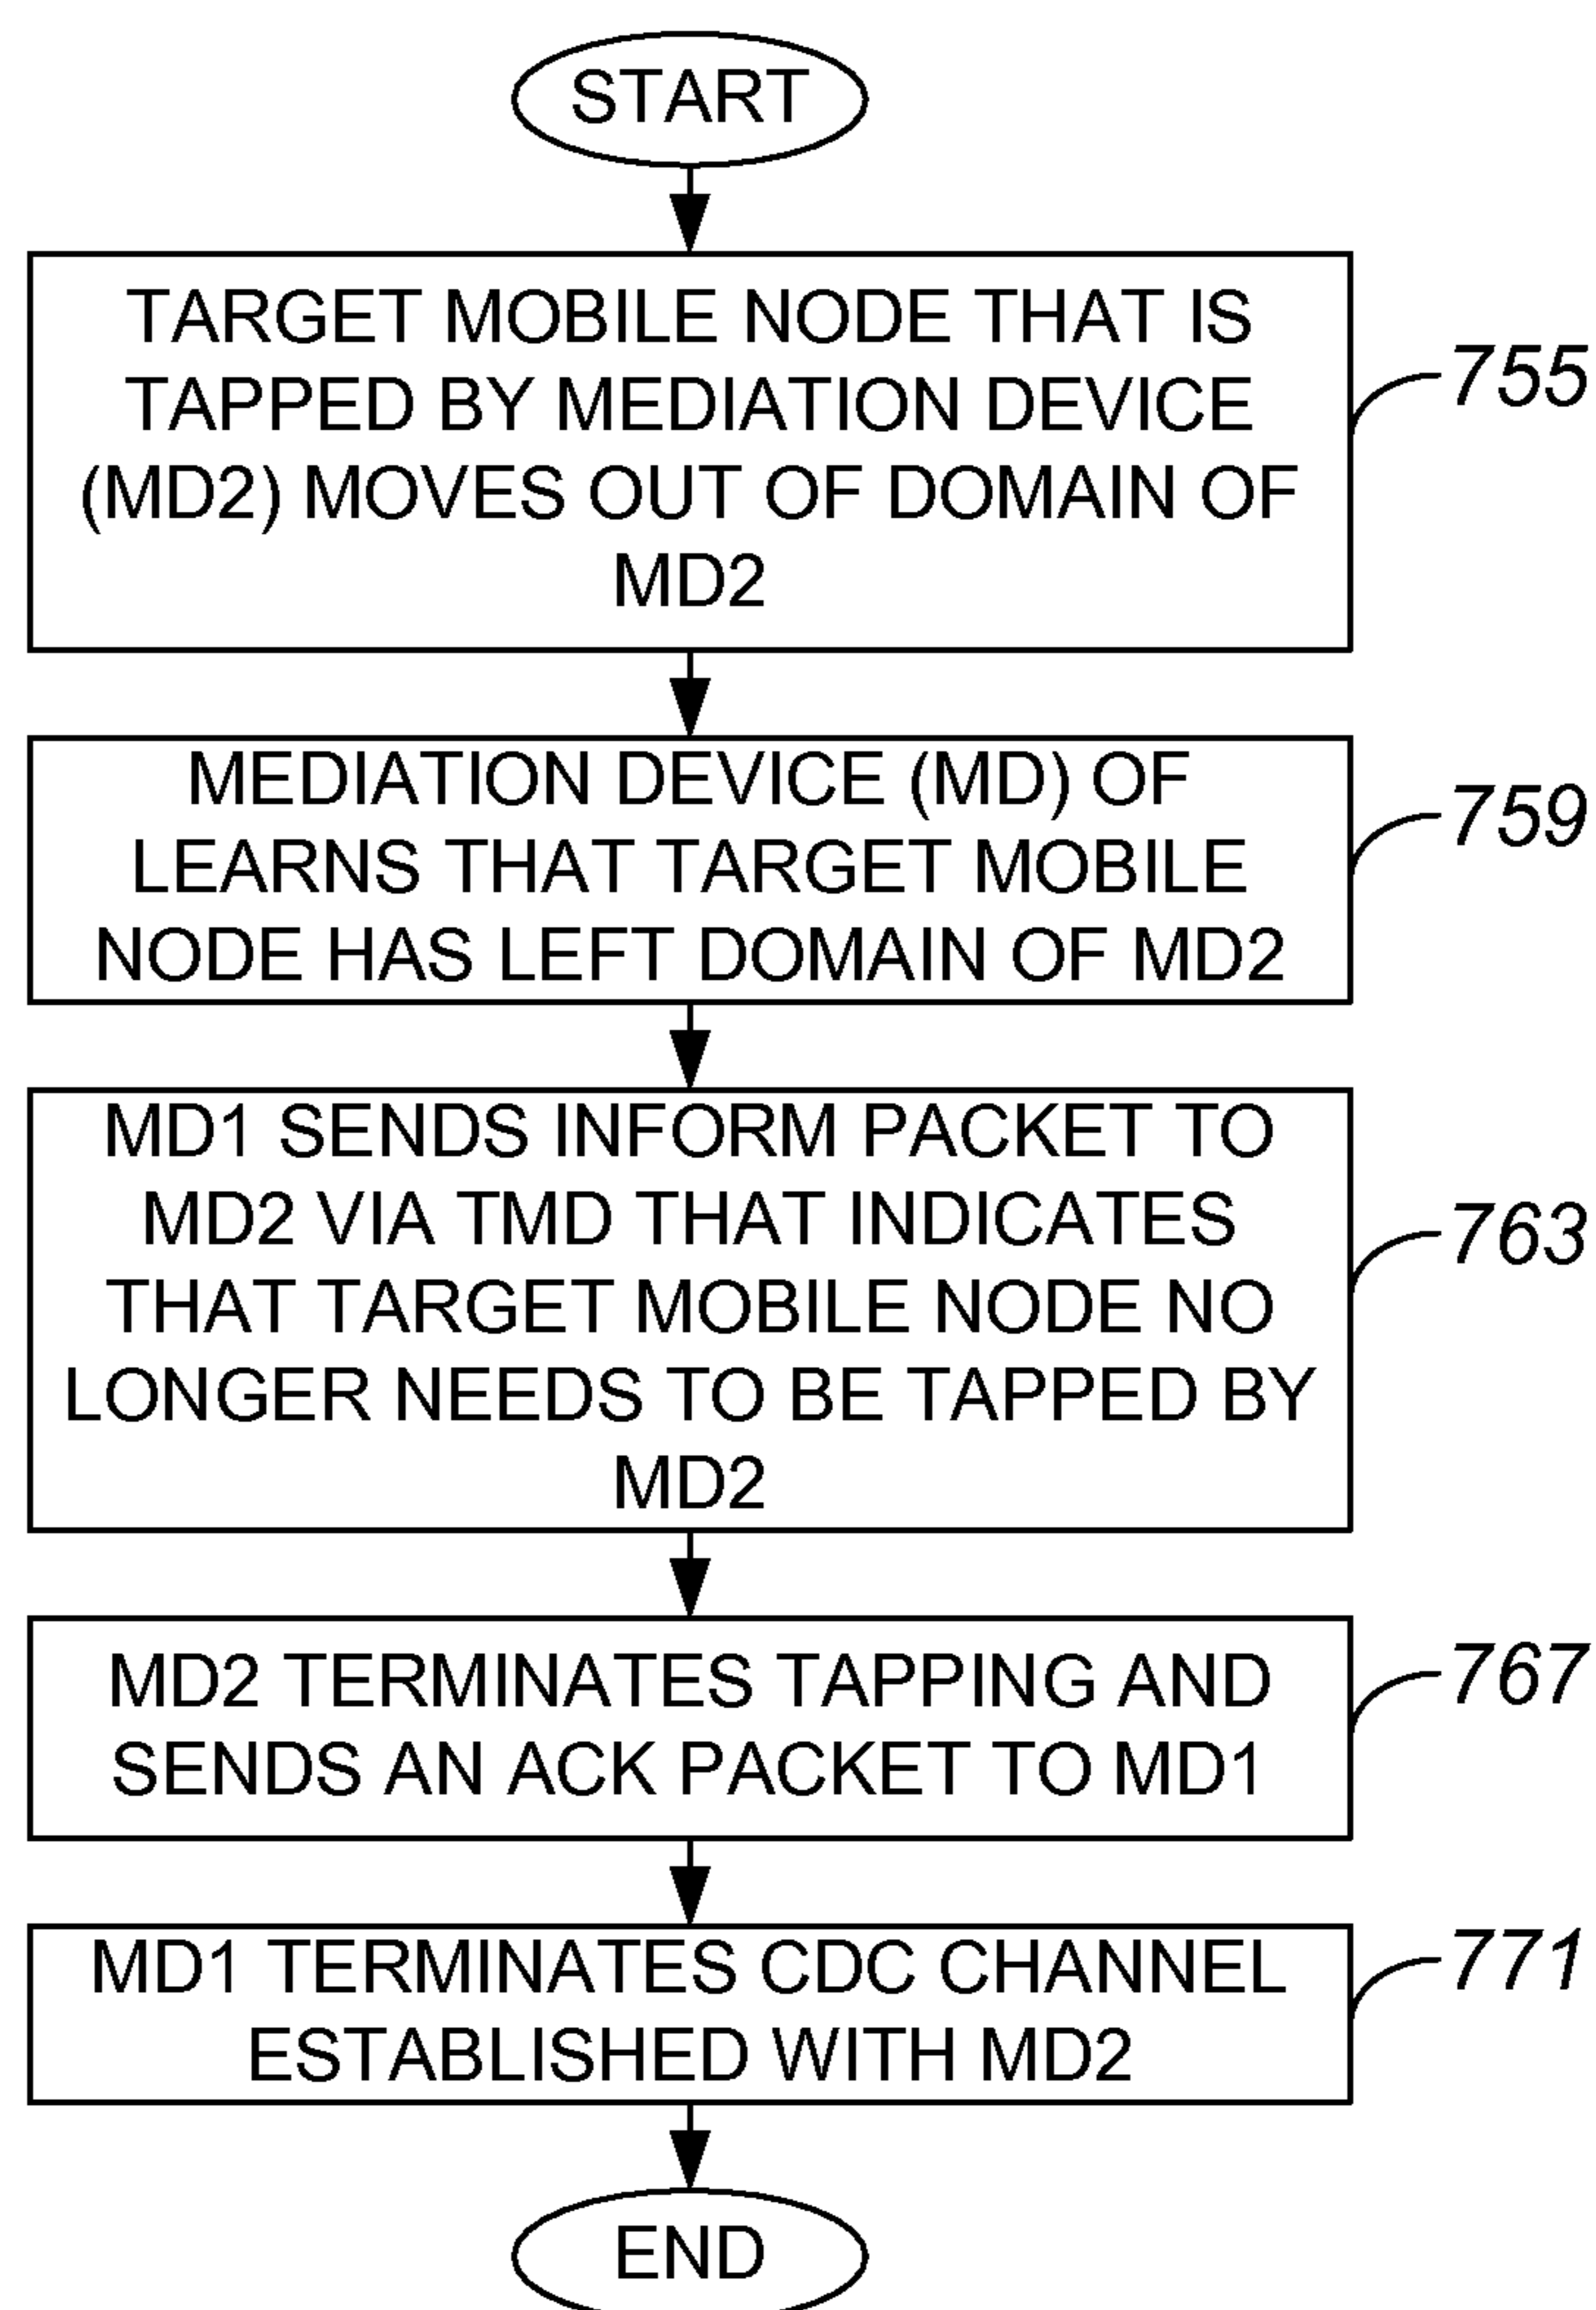 START
TARGET MOBILE NODE THAT IS
TAPPED BY MEDIATION DEVICE
(MD2) MOVES OUT OF DOMAIN OF
MD2
755
MEDIATION DEVICE (MD) OF
LEARNS THAT TARGET MOBILE
NODE HAS LEFT DOMAIN OF MD2
759
MD1 SENDS INFORM PACKET TO
MD2 VIA TMD THAT INDICATES
THAT TARGET MOBILE NODE NO
LONGER NEEDS TO BE TAPPED BY
MD2
763
MD2 TERMINATES TAPPING AND
SENDS AN ACK PACKET TO MD1
767
MD1 TERMINATES CDC CHANNEL
ESTABLISHED WITH MD2
771
END